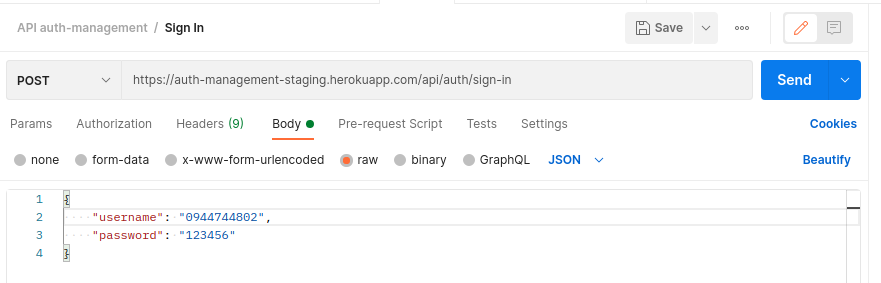 API auth-management / Sign In Save
POST https://auth-management-staging.herokuapp.com/api/auth/sign-in Send
Params Authorization Headers (9) Body Pre-request Script Tests Settings Cookies
none form-data x-www-form-urlencoded raw binary GraphQL JSON Beautify
1 {
2 "username": "0944744802",
3 "password": "123456"
4 }